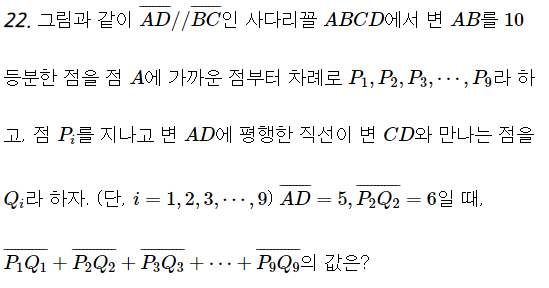 22. 그림과 같이 $\overline{AD}//\overline{BC}$인 사다리꼴 $ABCD$에서 변 $AB$를 $10$
등분한 점을 점 $A$에 가까운 점부터 차례로 $P_1, P_2, P_3, \cdots, P_9$라 하
고, 점 $P_i$를 지나고 변 $AD$에 평행한 직선이 변 $CD$와 만나는 점을
$Q_i$라 하자. (단, $i = 1, 2, 3, \cdots, 9$) $\overline{AD} = 5, \overline{P_2Q_2} = 6$일 때,
$\overline{P_1Q_1} + \overline{P_2Q_2} + \overline{P_3Q_3} + \cdots + \overline{P_9Q_9}$의 값은?